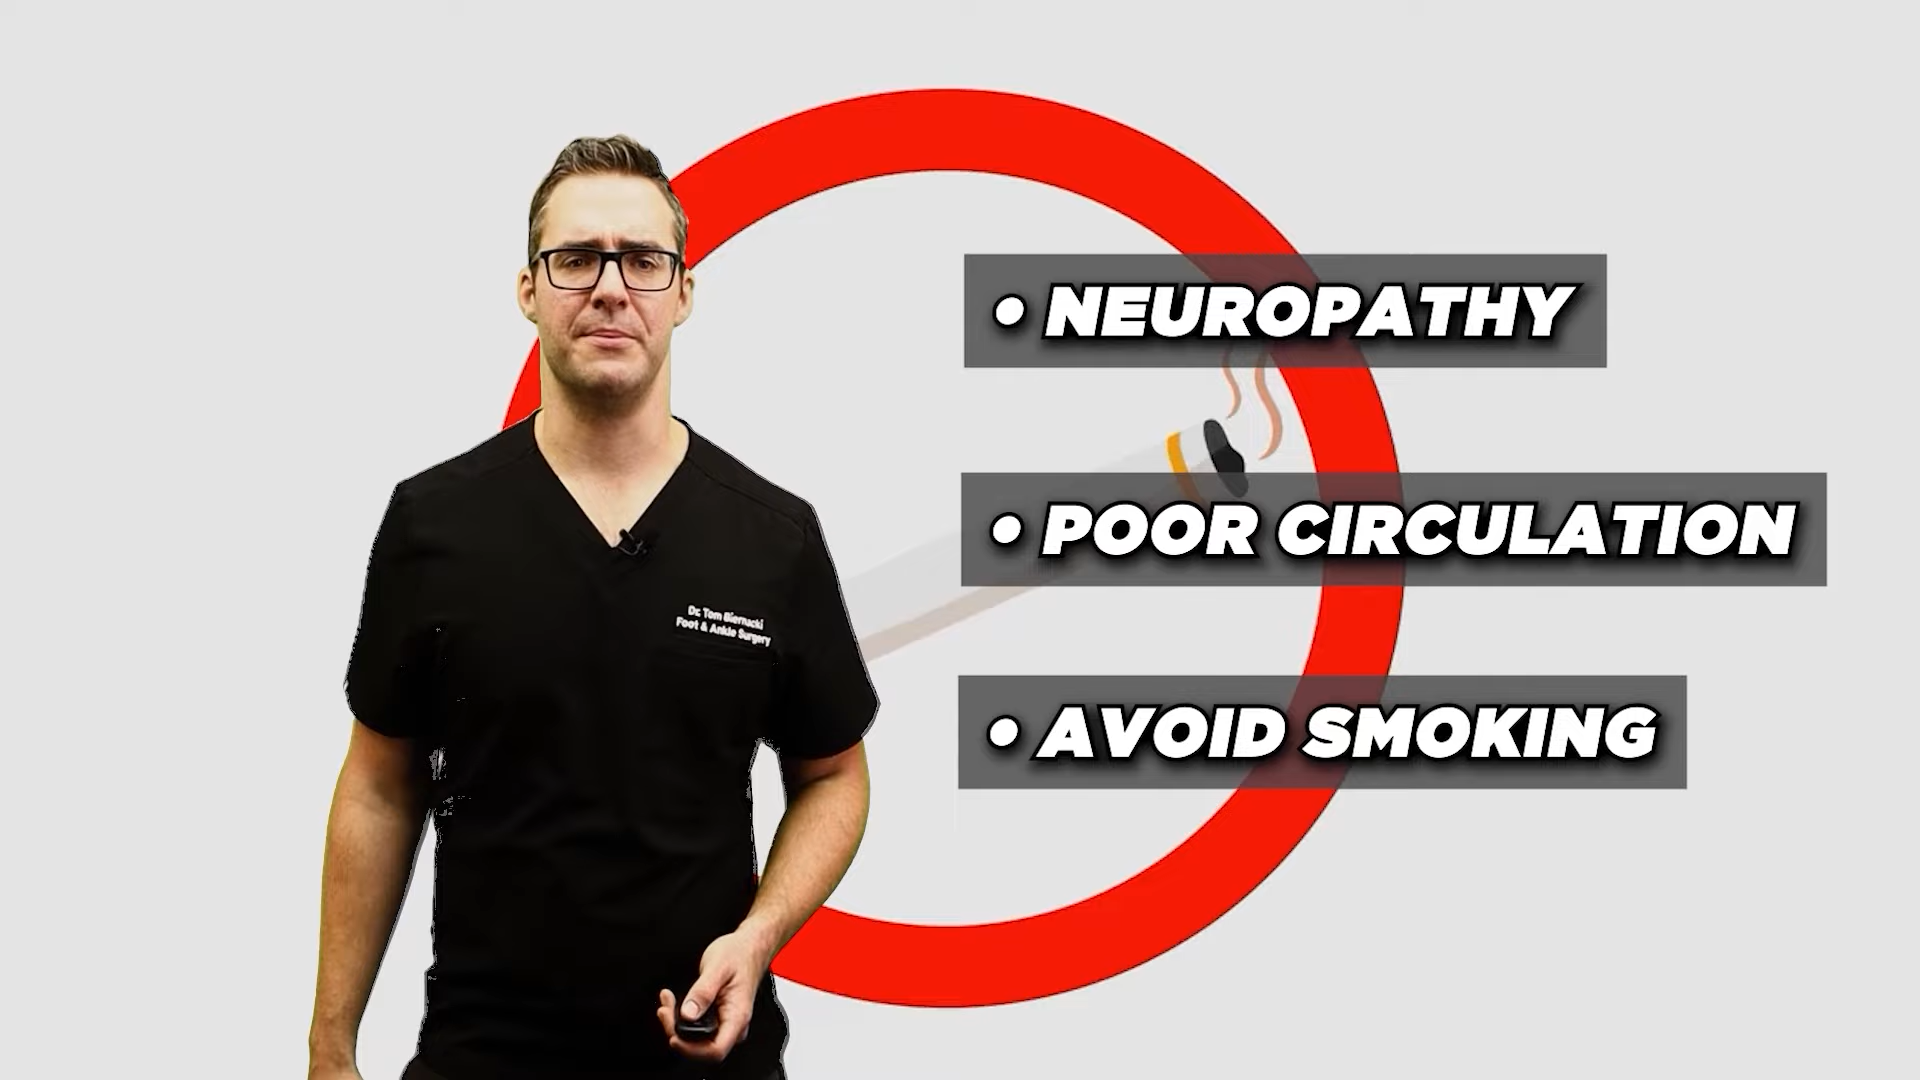 • NEUROPATHY
• POOR CIRCULATION
• AVOID SMOKING
Dr. Tom Biernacki
Foot & Ankle Surgery